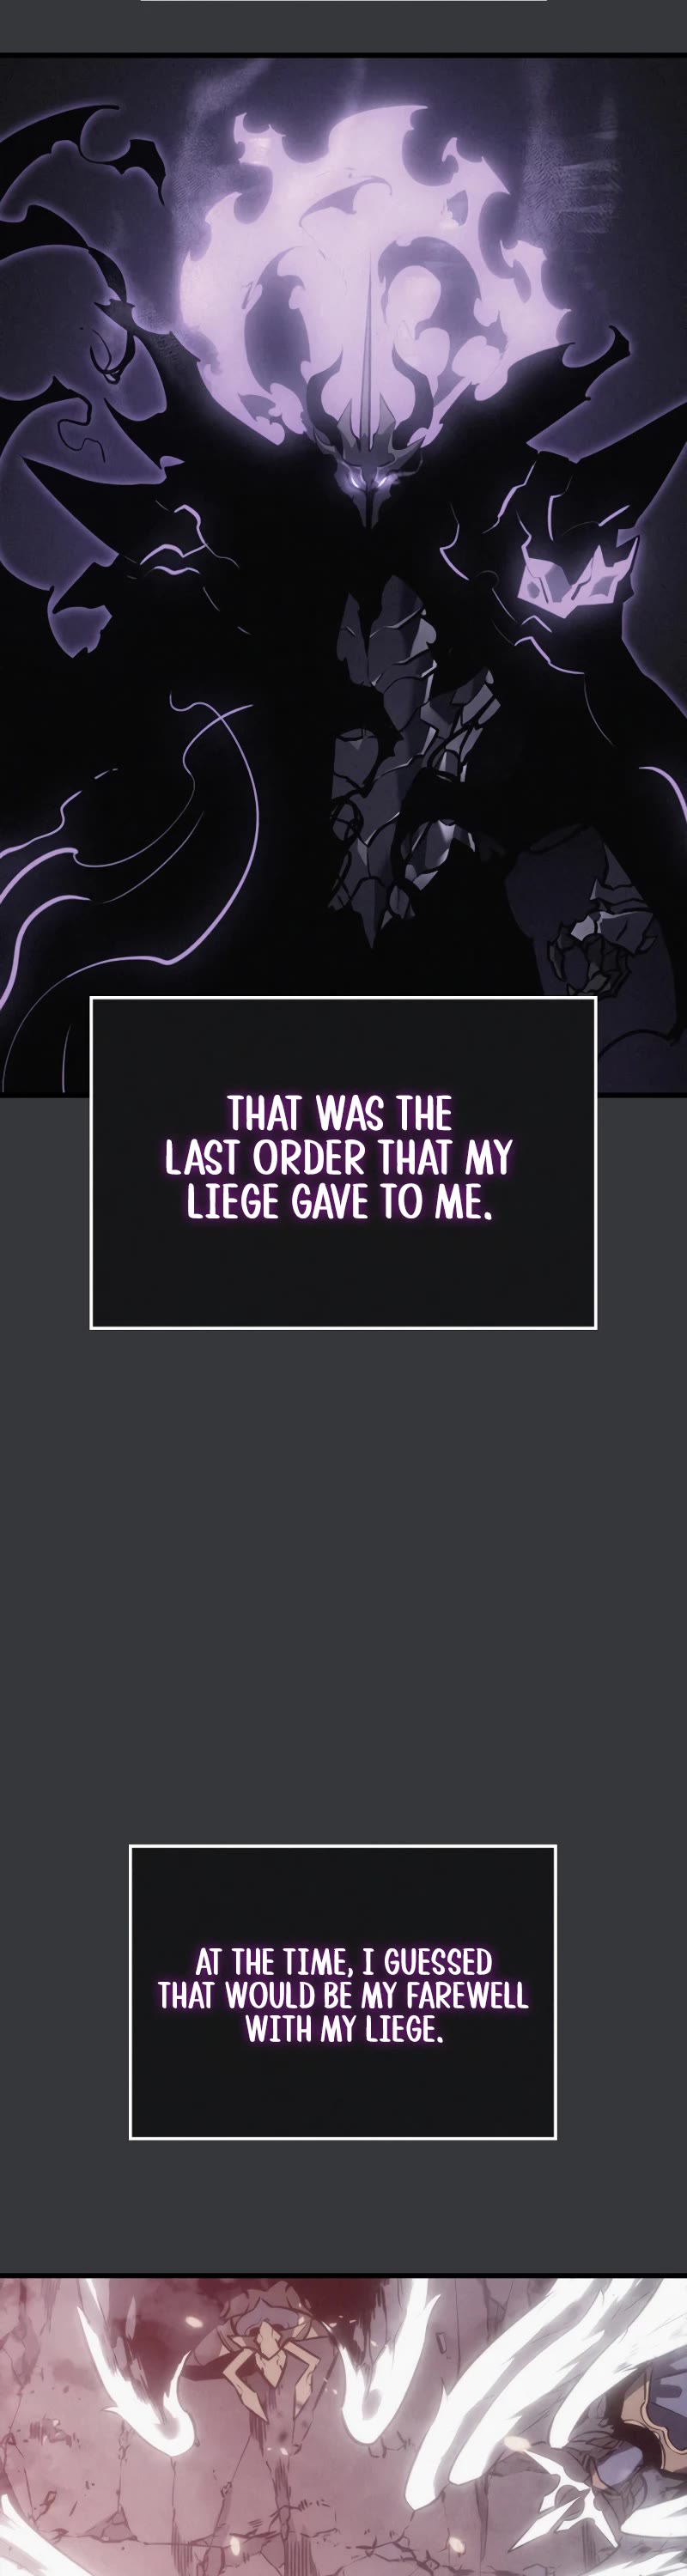 THAT WAS THE
LAST ORDER THAT MY
LIEGE GAVE TO ME.
AT THE TIME, I GUESSED
THAT WOULD BE MY FAREWELL
WITH MY LIEGE.